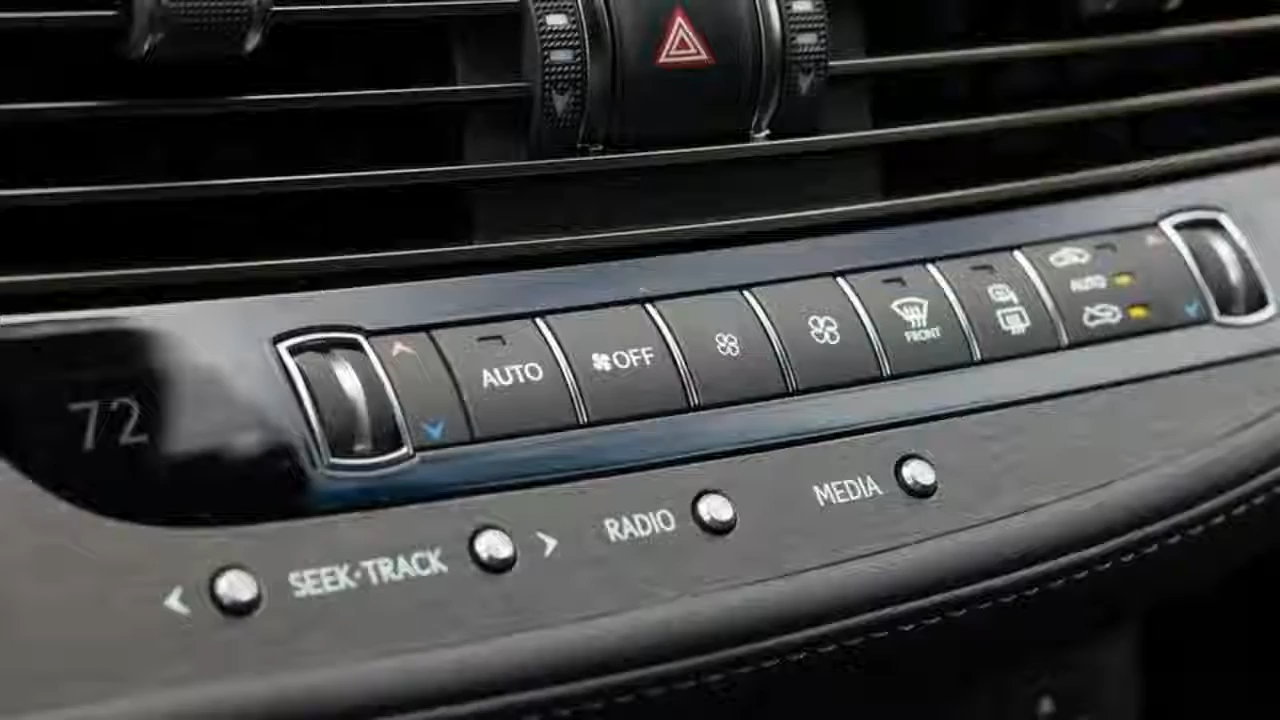 72
AUTO
OFF
FRONT
AUTO
< SEEK·TRACK >
RADIO
MEDIA